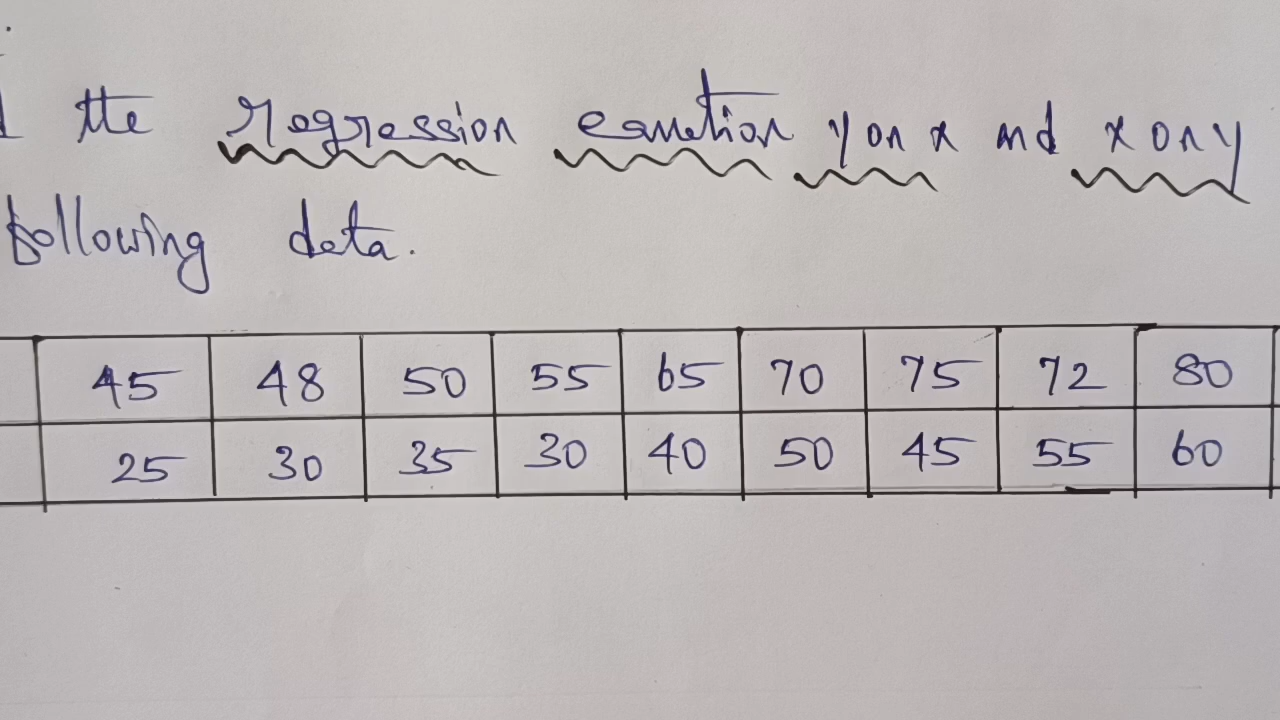 the regression eauation y on x and x on y
following data.
45 48 50 55 65 70 75 72 80
25 30 35 30 40 50 45 55 60